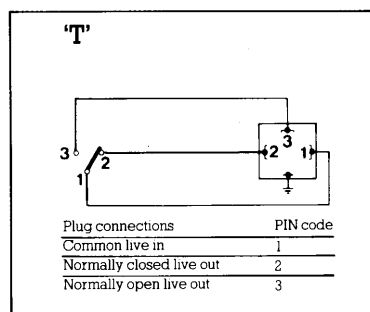 'T'
3
2
1
3
2
1
Plug connections PIN code
Common live in 1
Normally closed live out 2
Normally open live out 3